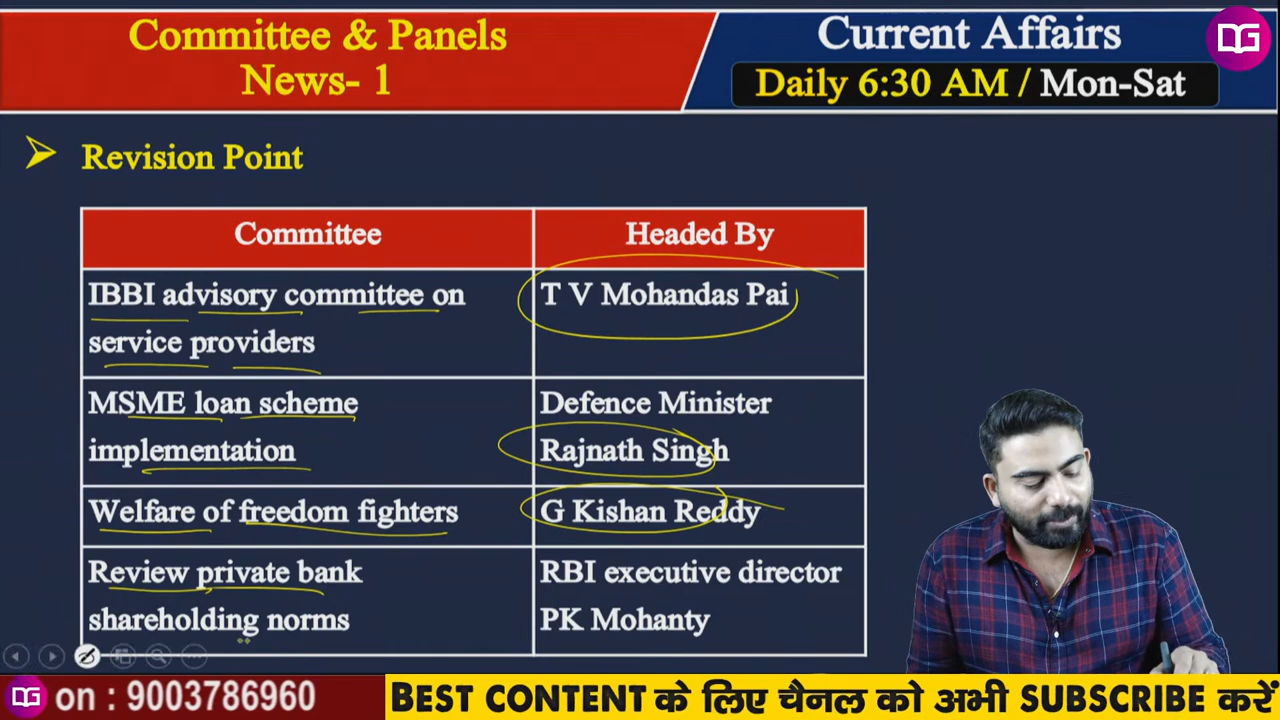 Committee & Panels
News- 1
Current Affairs
Daily 6:30 AM / Mon-Sat
DG
Revision Point
Committee
Headed By
IBBI advisory committee on
service providers
T V Mohandas Pai
MSME loan scheme
implementation
Defence Minister
Rajnath Singh
Welfare of freedom fighters
G Kishan Reddy
Review private bank
shareholding norms
RBI executive director
PK Mohanty
DG on : 9003786960
BEST CONTENT के लिए चैनल को अभी SUBSCRIBE करें